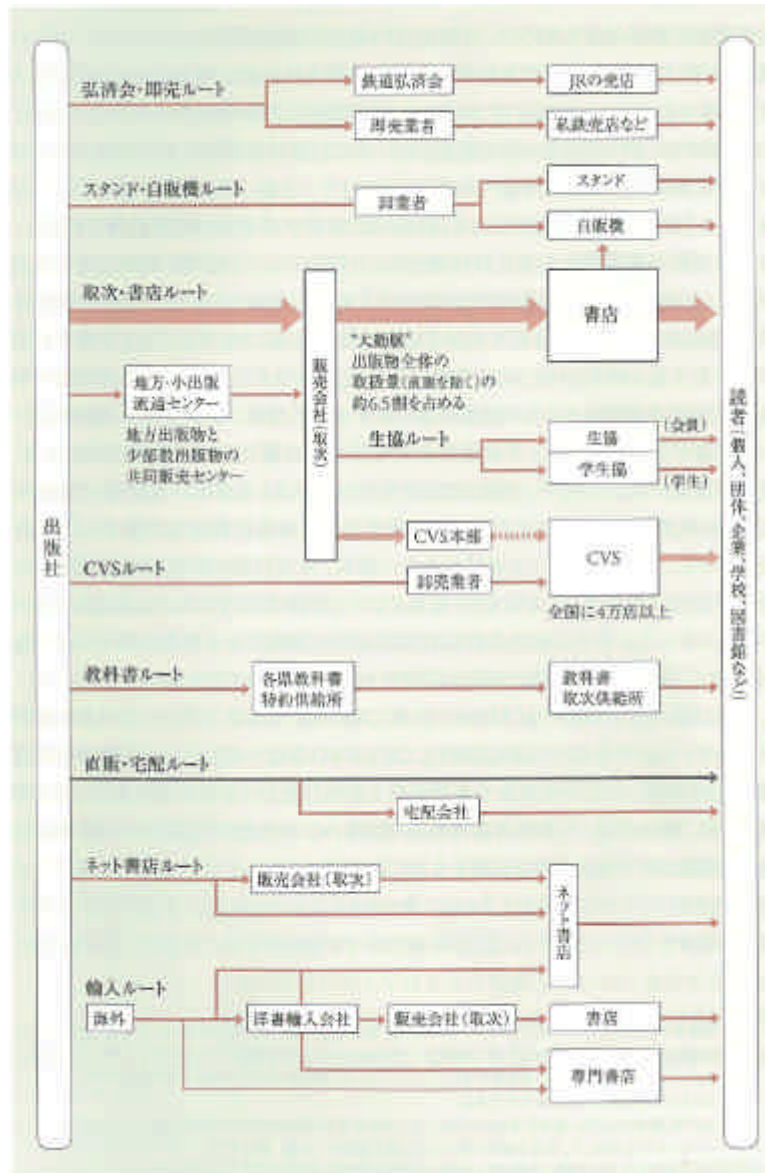 出版社
弘済会・即売ルート
鉄道弘済会
JRの売店
即売業者
私鉄売店など
スタンド・自販機ルート
卸業者
スタンド
自販機
取次・書店ルート
販売会社(取次)
"大動脈"
出版物全体の
取扱量(直販を除く)の
約6.5割を占める
書店
地方・小出版
流通センター
地方出版物と
少部数出版物の
共同販売センター
生協ルート
生協
(会員)
学生協
(学生)
CVS本部
CVS
CVSルート
卸売業者
全国に4万店以上
教科書ルート
各県教科書
特約供給所
教科書
取次供給所
直販・宅配ルート
宅配会社
ネット書店ルート
販売会社(取次)
ネット書店
輸入ルート
海外
洋書輸入会社
販売会社(取次)
書店
専門書店
読者(個人、団体、企業、学校、図書館など)